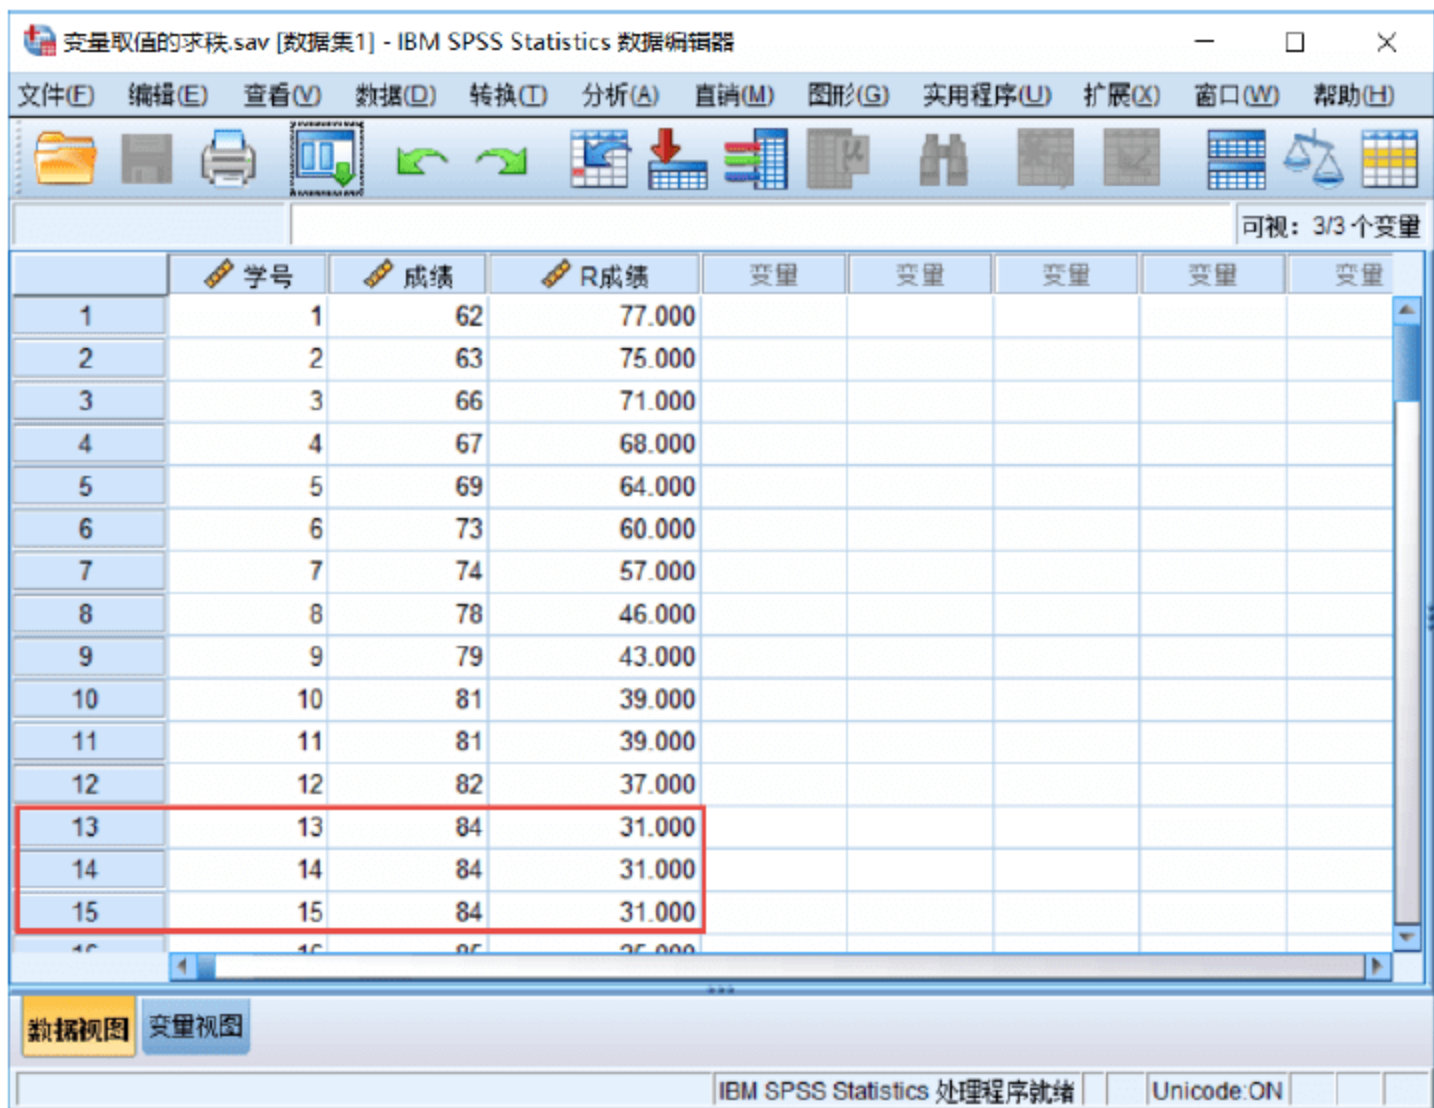 变量取值的求秩.sav [数据集1] - IBM SPSS Statistics 数据编辑器
文件(F) 编辑(E) 查看(V) 数据(D) 转换(T) 分析(A) 直销(M) 图形(G) 实用程序(U) 扩展(X) 窗口(W) 帮助(H)
可视: 3/3 个变量
学号 成绩 R成绩 变量 变量 变量 变量 变量
1 1 62 77.000
2 2 63 75.000
3 3 66 71.000
4 4 67 68.000
5 5 69 64.000
6 6 73 60.000
7 7 74 57.000
8 8 78 46.000
9 9 79 43.000
10 10 81 39.000
11 11 81 39.000
12 12 82 37.000
13 13 84 31.000
14 14 84 31.000
15 15 84 31.000
数据视图 变量视图
IBM SPSS Statistics 处理程序就绪 Unicode:ON